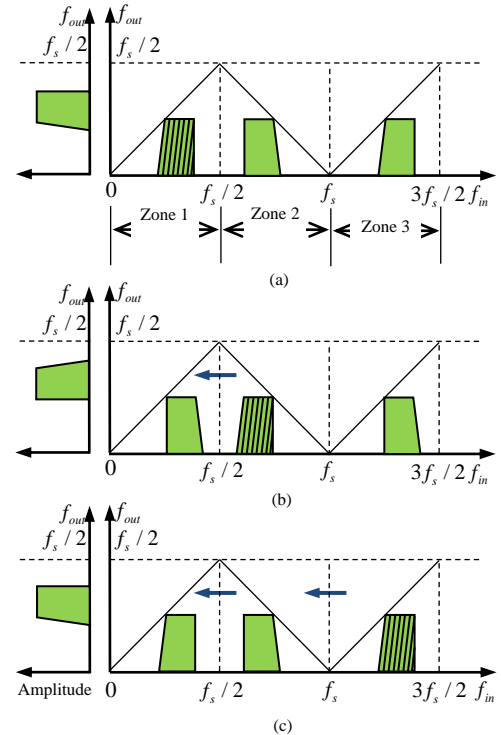 f_out f_out
f_s / 2 f_s / 2
0 f_s / 2 f_s 3f_s / 2 f_in
Zone 1 Zone 2 Zone 3
(a)
f_out f_out
f_s / 2 f_s / 2
0 f_s / 2 f_s 3f_s / 2 f_in
(b)
f_out f_out
f_s / 2 f_s / 2
Amplitude 0 f_s / 2 f_s 3f_s / 2 f_in
(c)